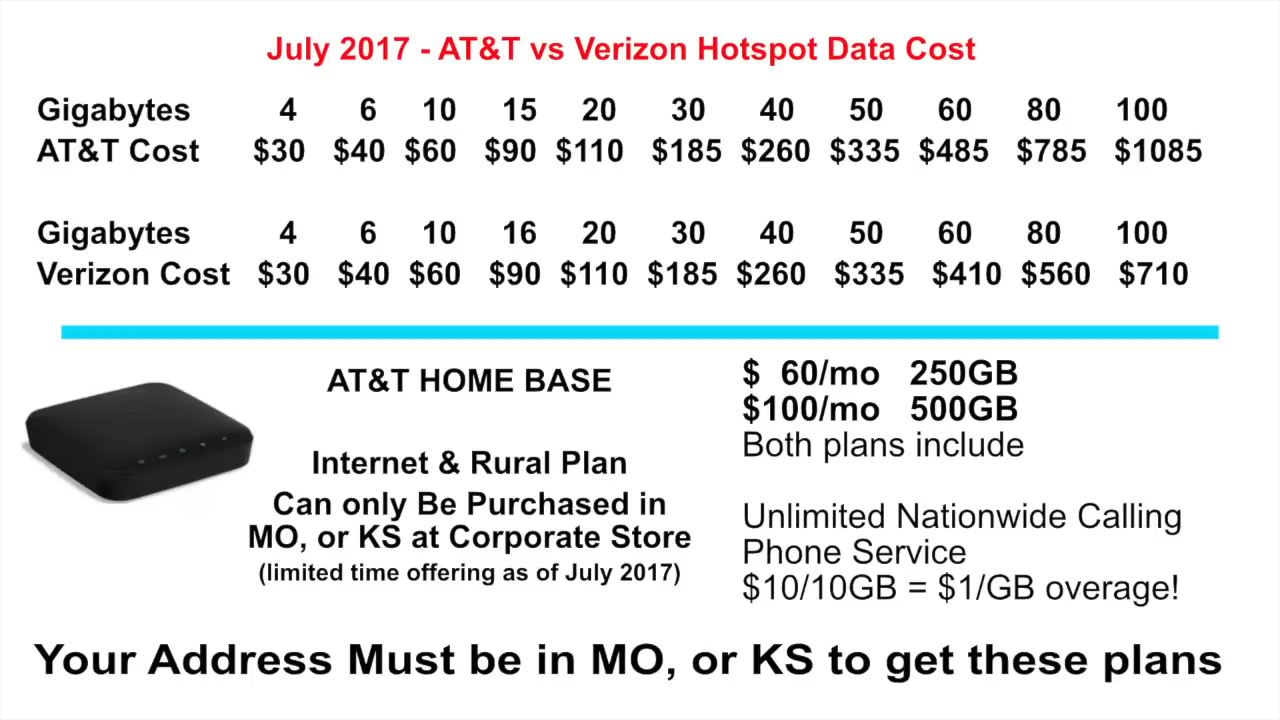 July 2017 - AT&T vs Verizon Hotspot Data Cost
Gigabytes 4 6 10 15 20 30 40 50 60 80 100
AT&T Cost $30 $40 $60 $90 $110 $185 $260 $335 $485 $785 $1085
Gigabytes 4 6 10 16 20 30 40 50 60 80 100
Verizon Cost $30 $40 $60 $90 $110 $185 $260 $335 $410 $560 $710
AT&T HOME BASE
Internet & Rural Plan
Can only Be Purchased in
MO, or KS at Corporate Store
(limited time offering as of July 2017)
$ 60/mo 250GB
$100/mo 500GB
Both plans include
Unlimited Nationwide Calling
Phone Service
$10/10GB = $1/GB overage!
Your Address Must be in MO, or KS to get these plans